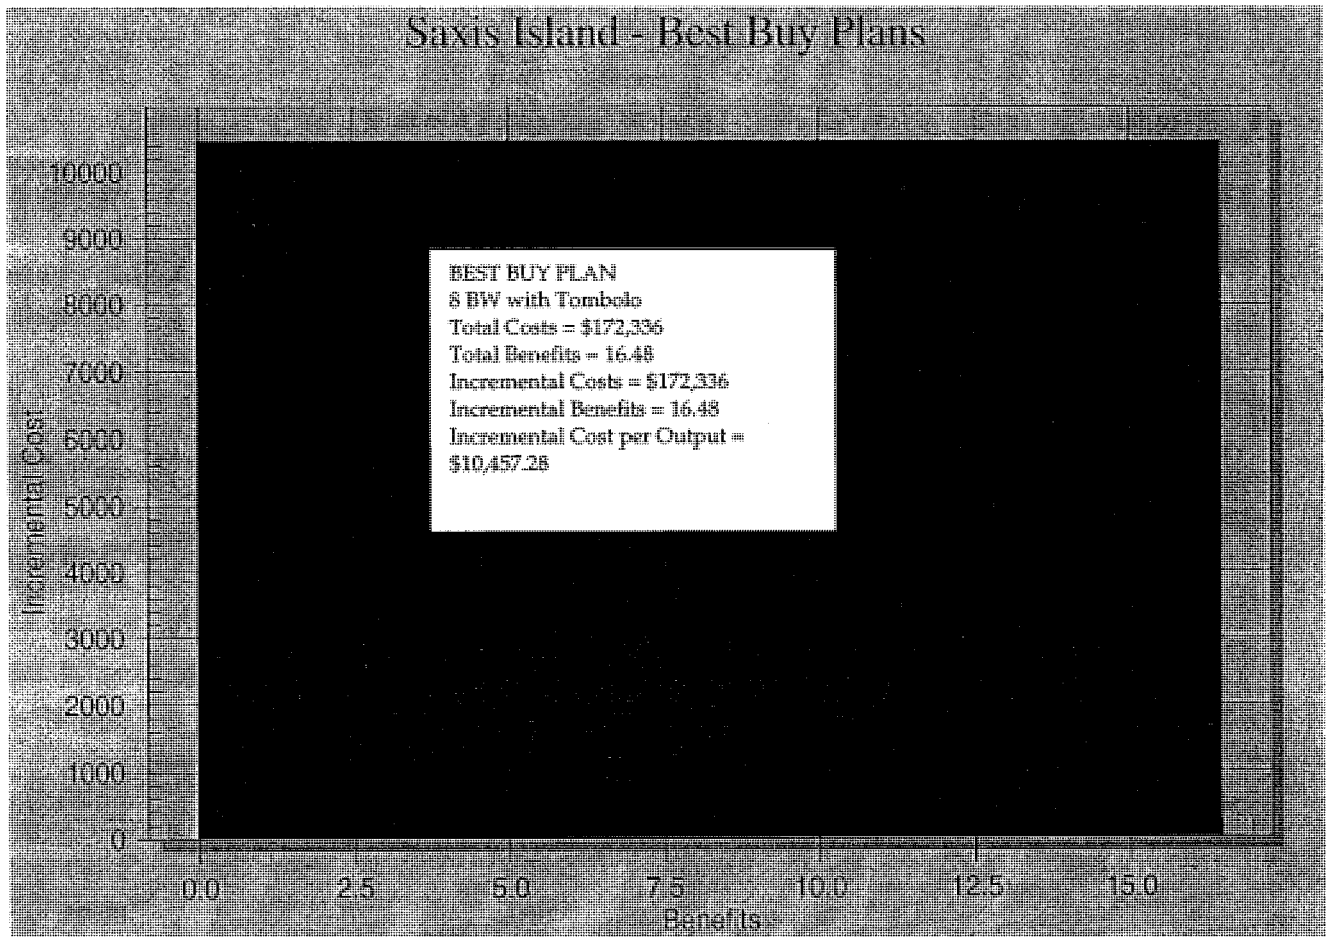 Saxis Island - Best Buy Plans
Incremental Cost
10000
9000
8000
7000
6000
5000
4000
3000
2000
1000
0
BEST BUY PLAN
8 BW with Tombolo
Total Costs = $172,336
Total Benefits = 16.48
Incremental Costs = $172,336
Incremental Benefits = 16.48
Incremental Cost per Output =
$10,457.28
0.0 2.5 5.0 7.5 10.0 12.5 15.0
Benefits